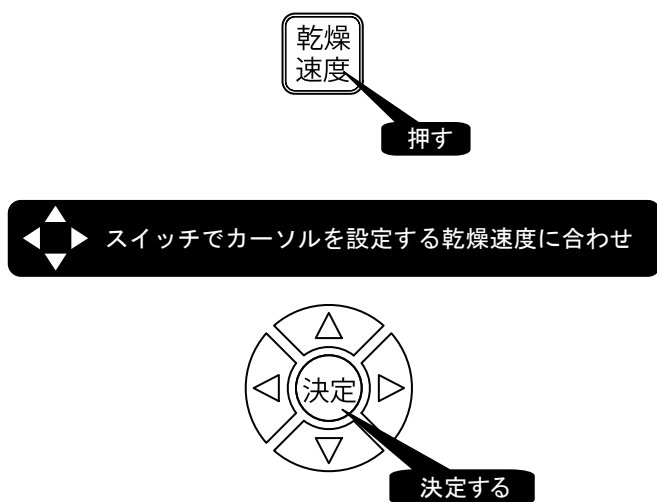 乾燥
速度
押す
スイッチでカーソルを設定する乾燥速度に合わせ
決定
決定する